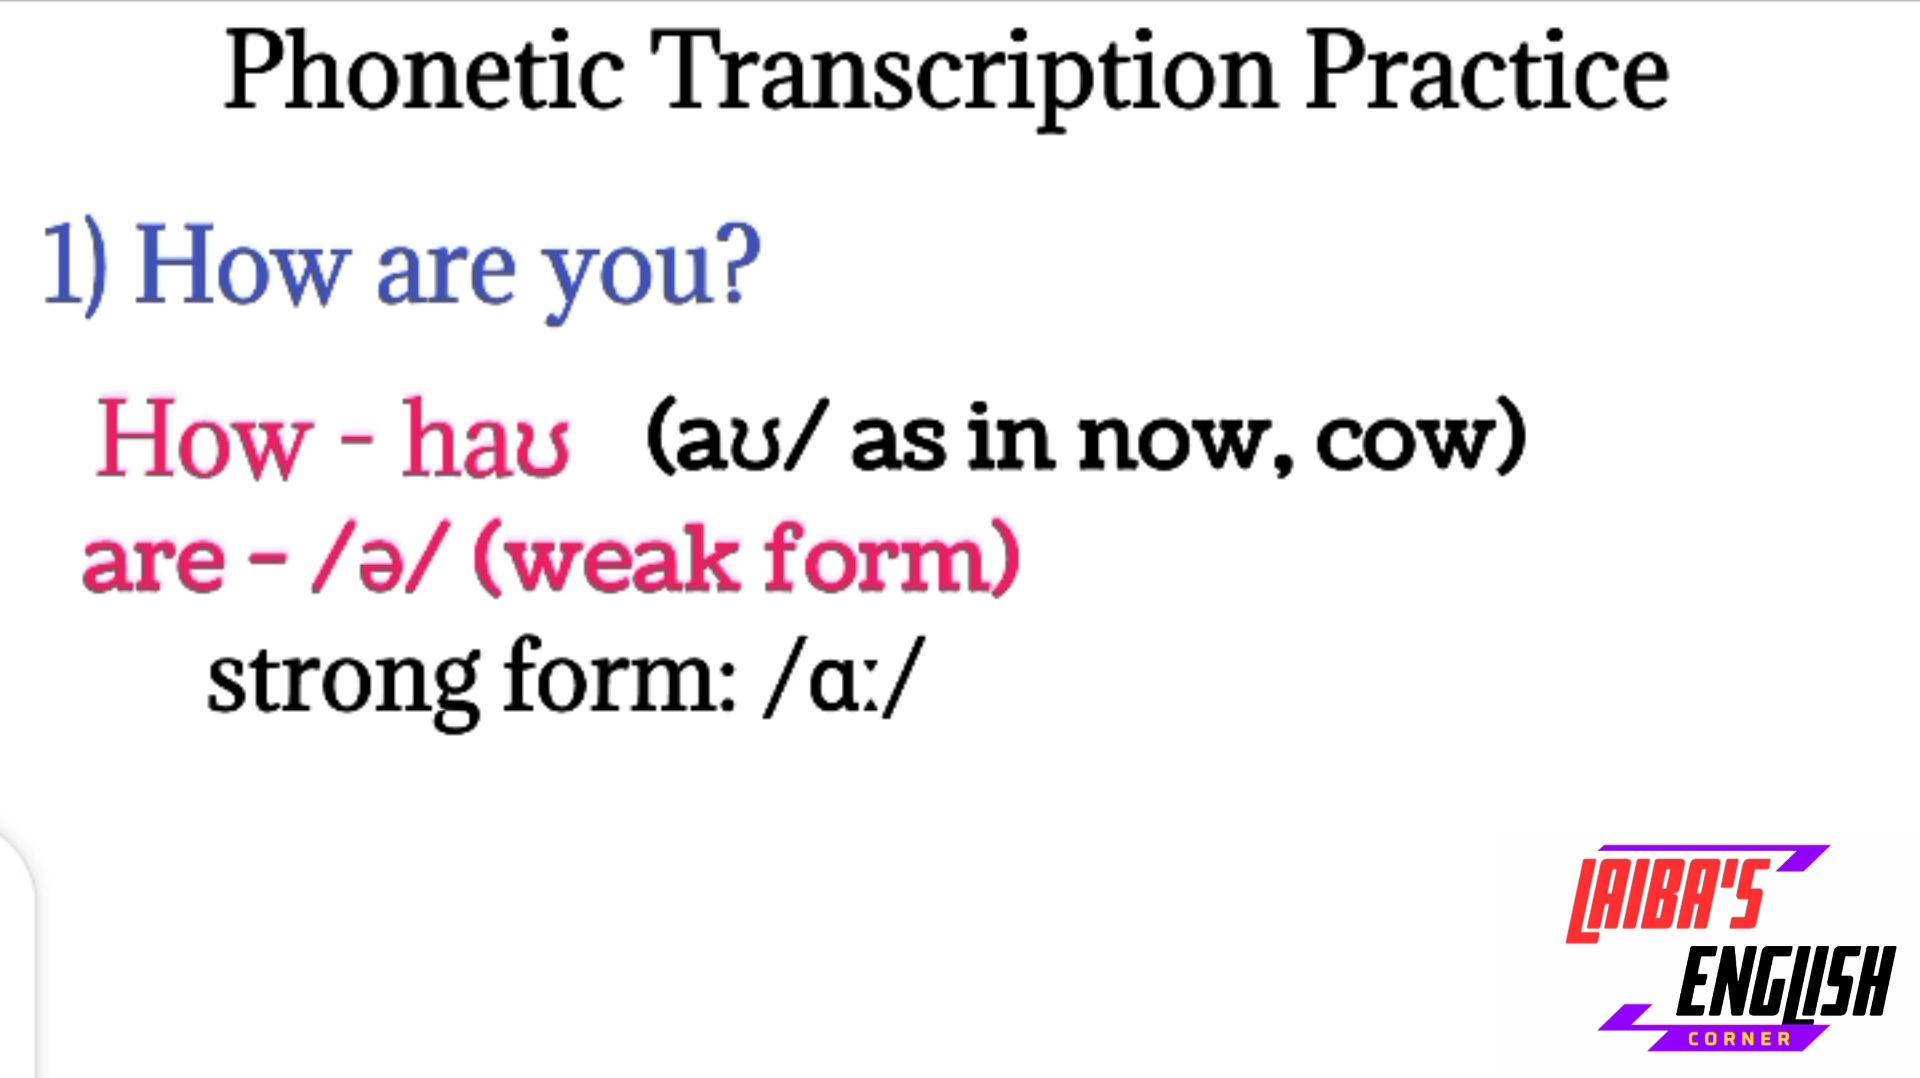 Phonetic Transcription Practice
1) How are you?
How - haʊ (aʊ/ as in now, cow)
are - /ə/ (weak form)
strong form: /ɑː/
LAIBA'S
ENGLISH
CORNER